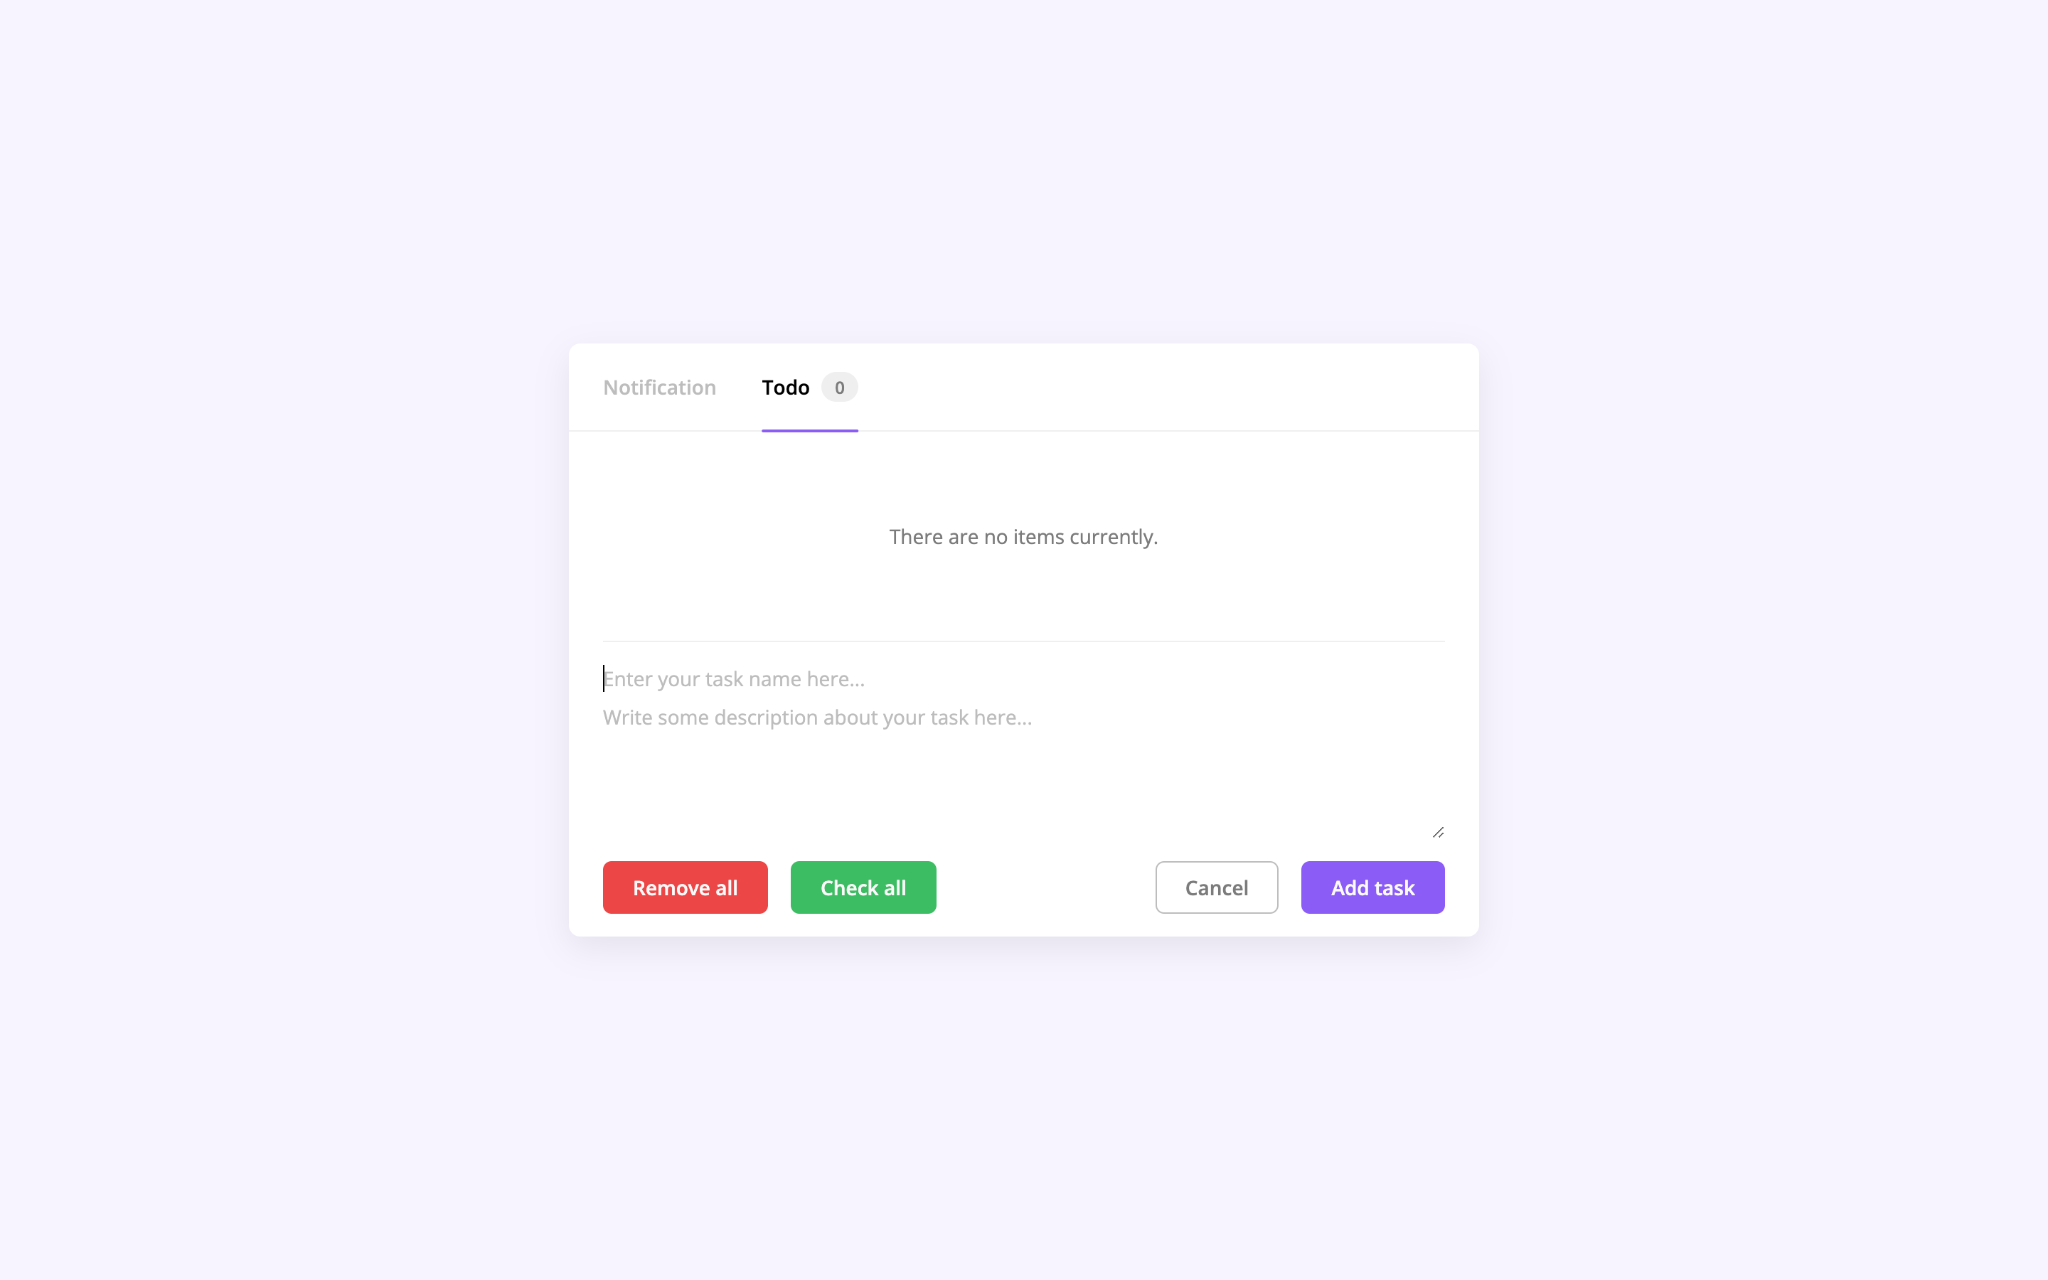 Notification Todo 0
There are no items currently.
Enter your task name here...
Write some description about your task here...
Remove all Check all Cancel Add task